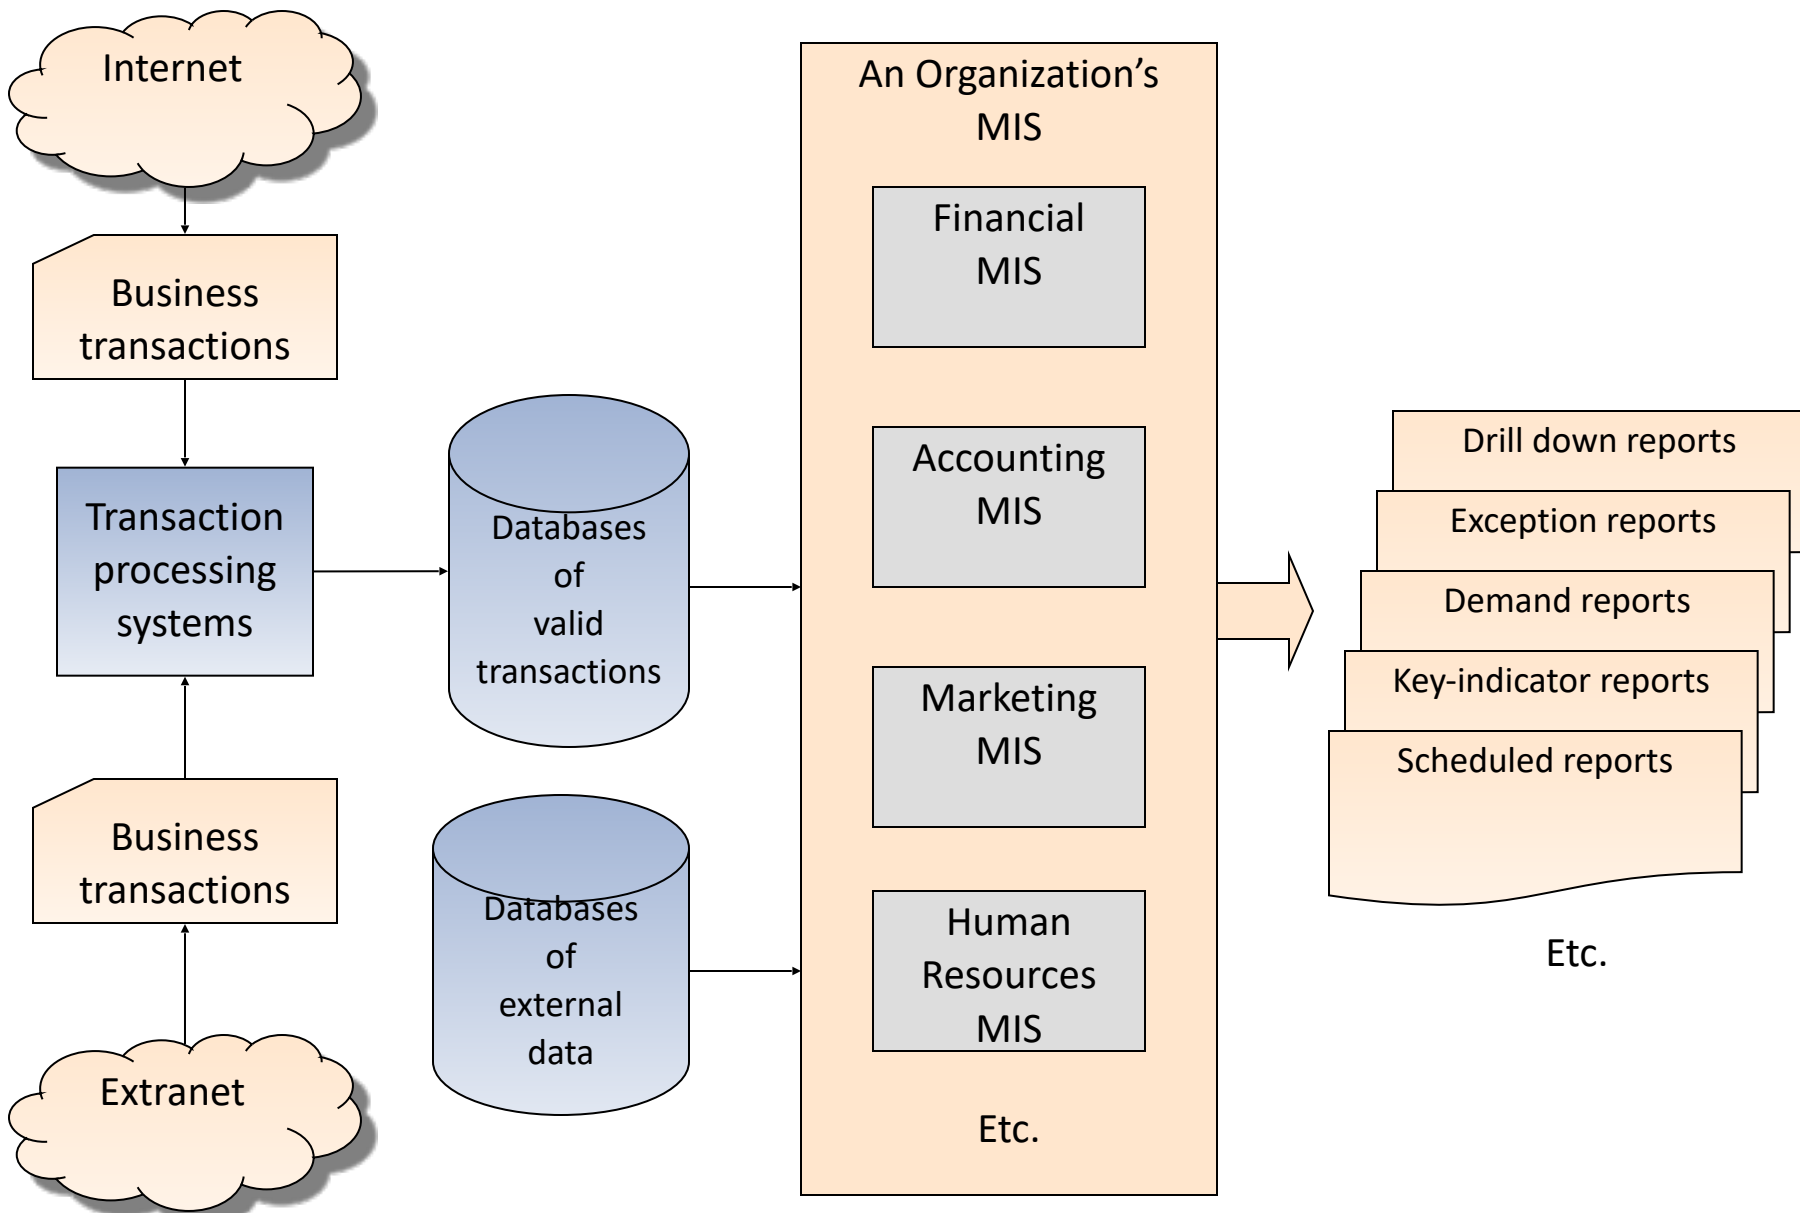 Internet
Business
transactions
Transaction
processing
systems
Business
transactions
Extranet
Databases
of
valid
transactions
Databases
of
external
data
An Organization’s
MIS
Financial
MIS
Accounting
MIS
Marketing
MIS
Human
Resources
MIS
Etc.
Drill down reports
Exception reports
Demand reports
Key-indicator reports
Scheduled reports
Etc.